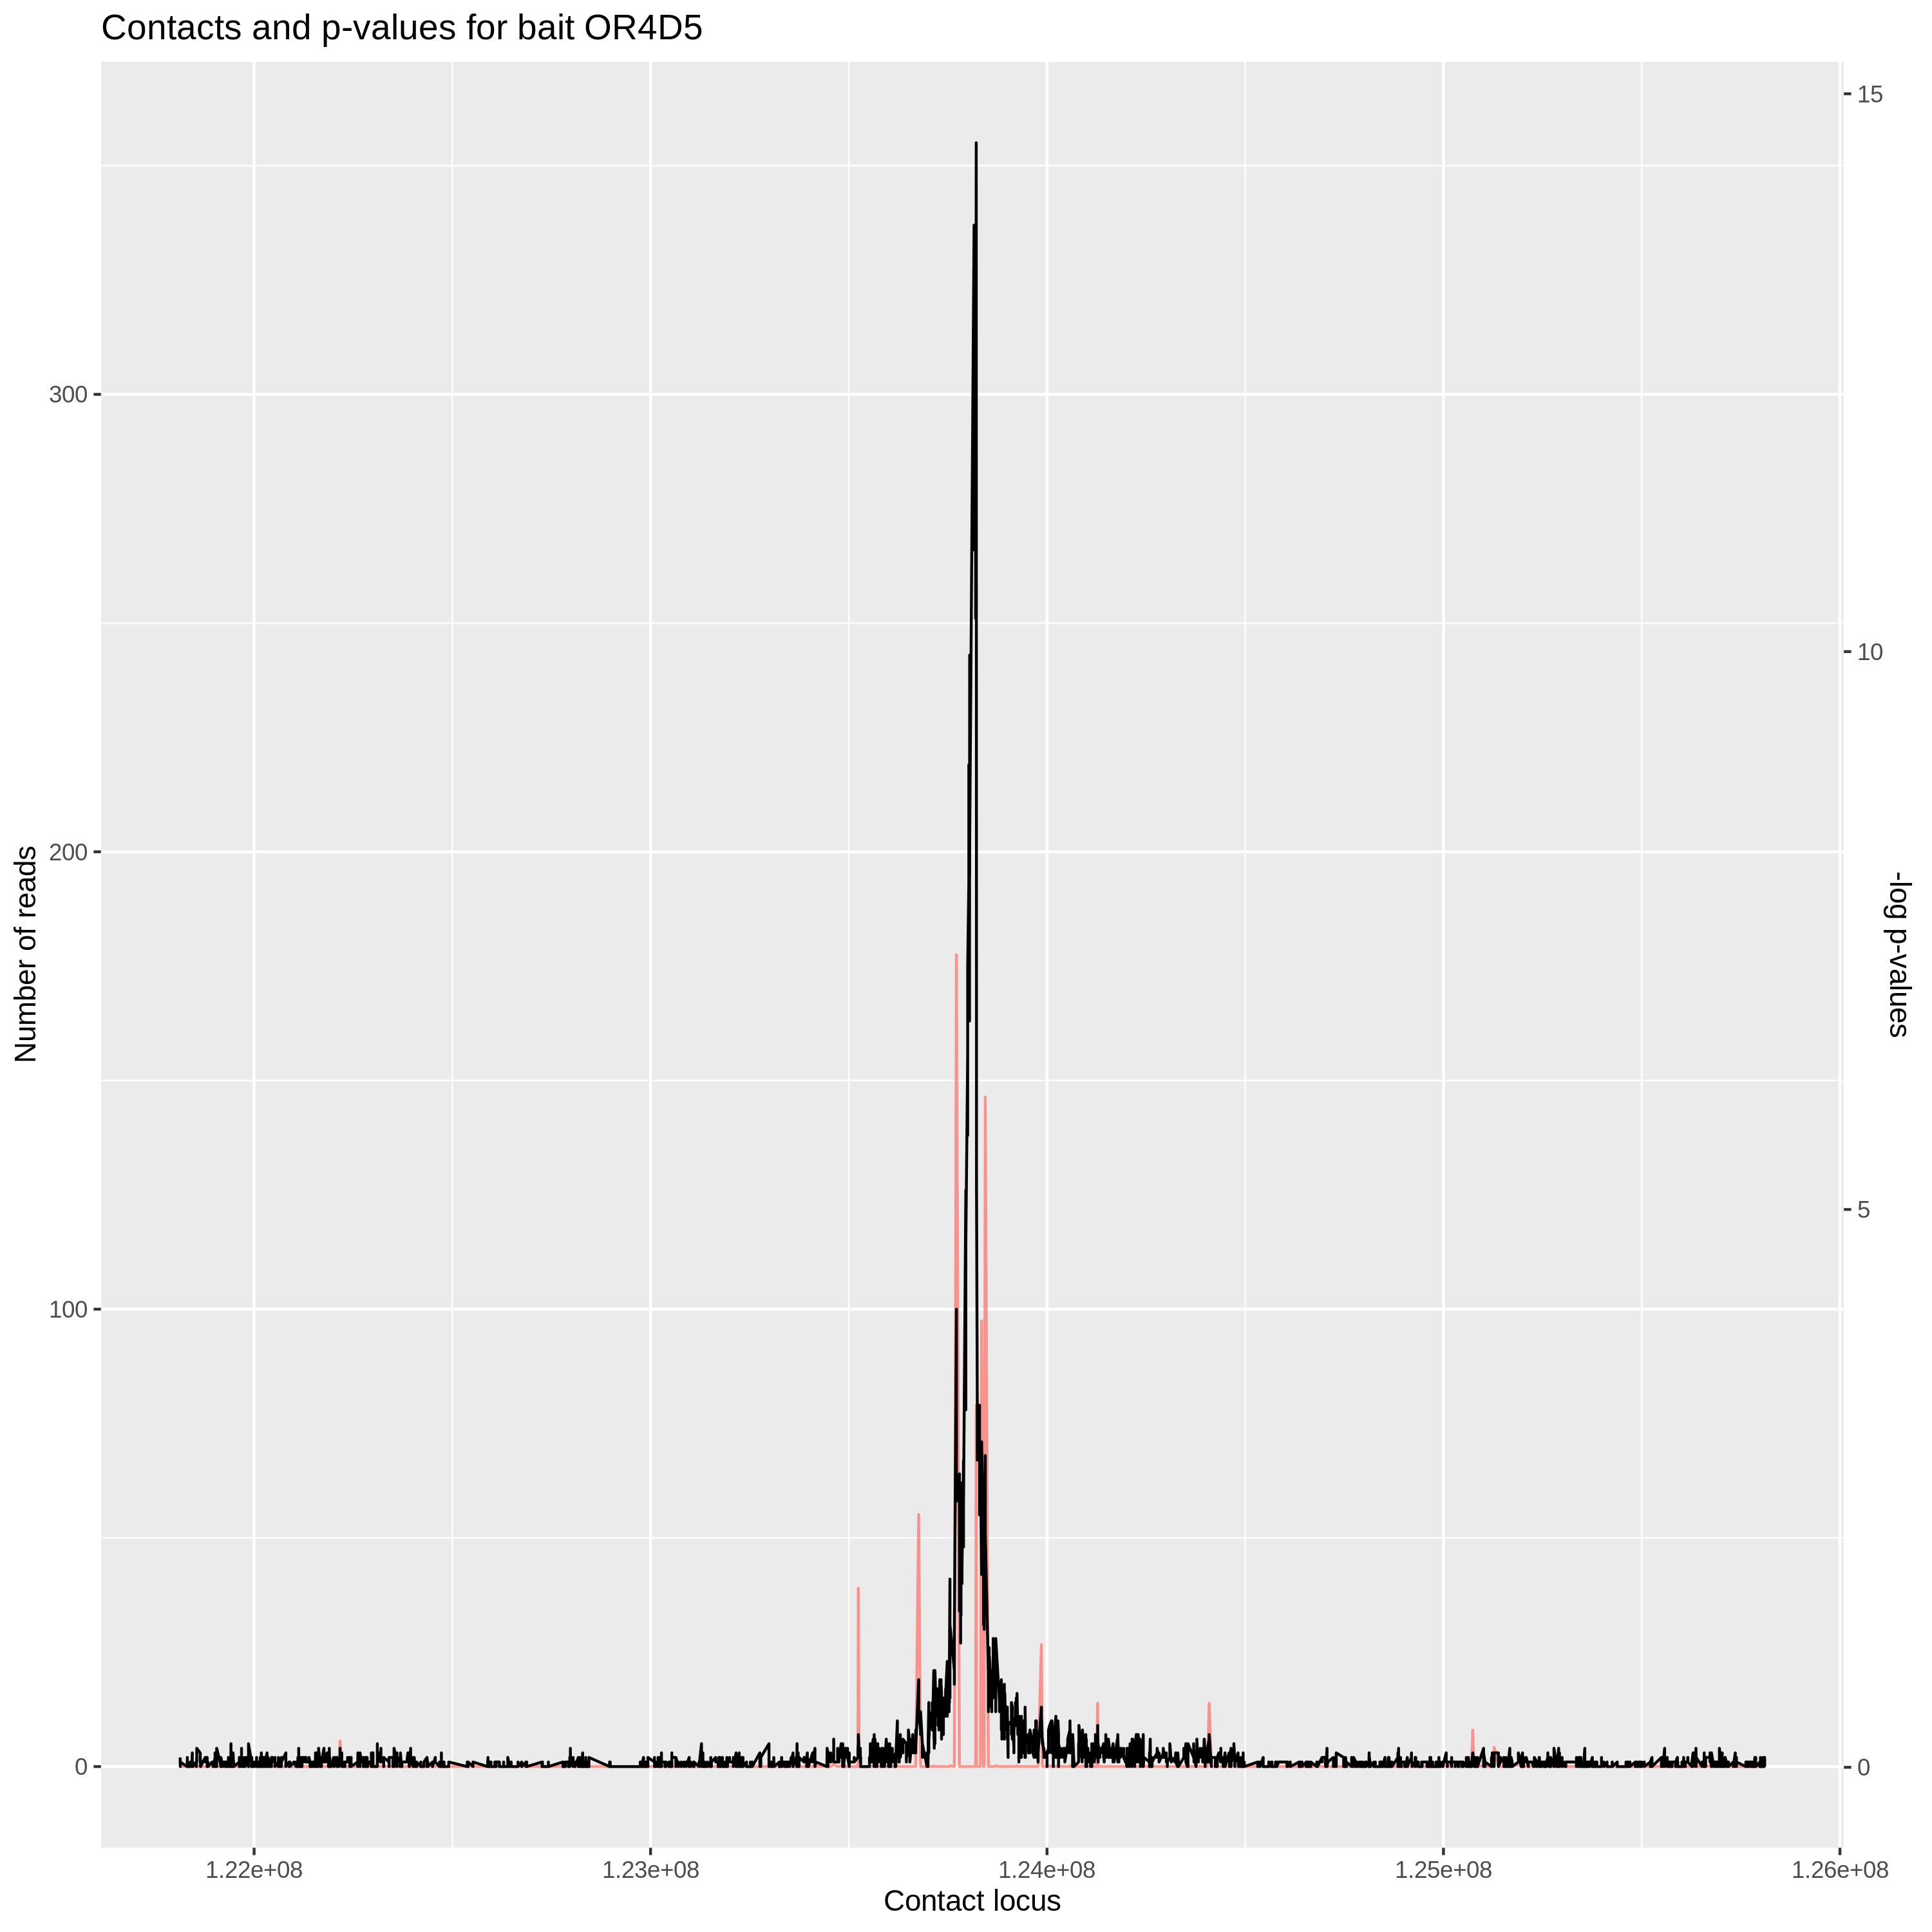 Contacts and p-values for bait OR4D5
Number of reads
300
200
100
0
15
10
5
0
-log p-values
1.22e+08
1.23e+08
1.24e+08
1.25e+08
1.26e+08
Contact locus